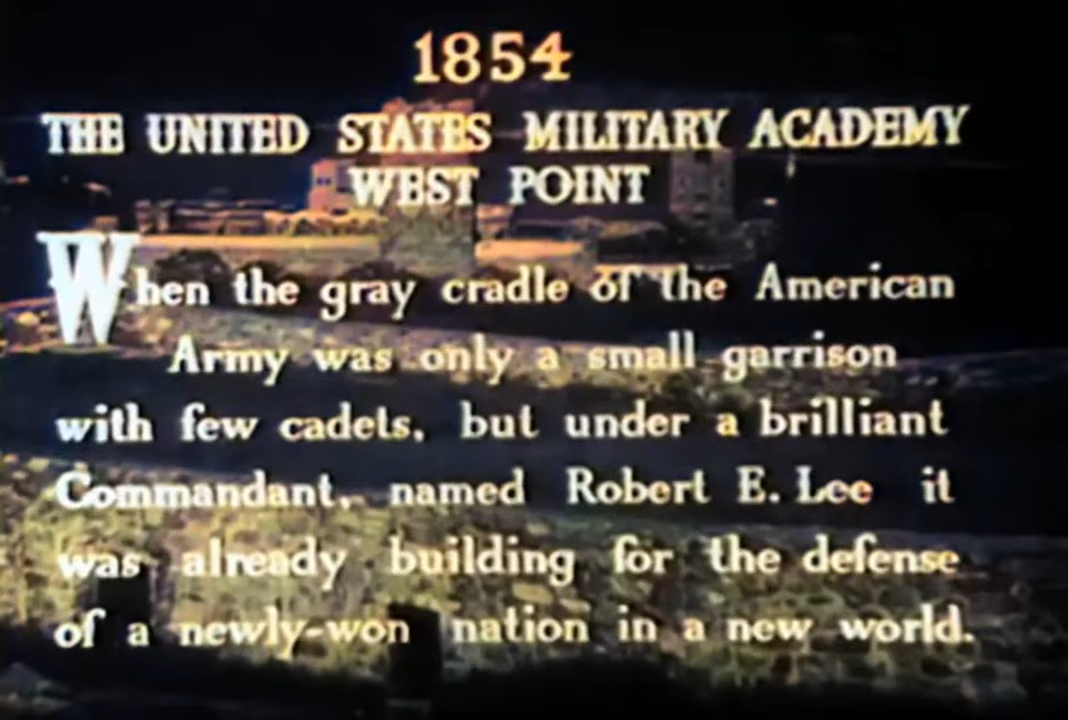 1854
THE UNITED STATES MILITARY ACADEMY
WEST POINT
When the gray cradle of the American
Army was only a small garrison
with few cadets, but under a brilliant
Commandant, named Robert E. Lee it
was already building for the defense
of a newly-won nation in a new world.